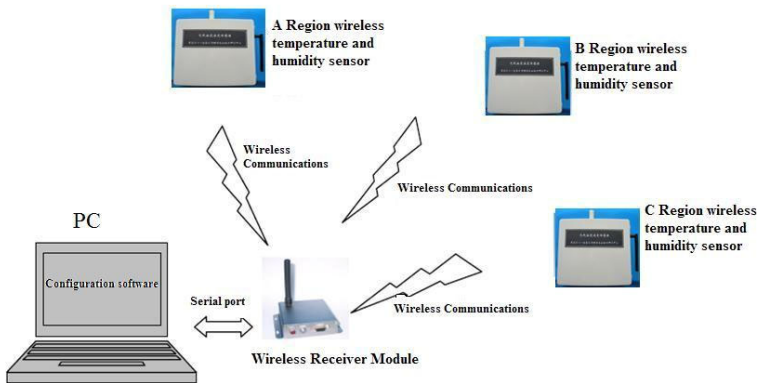 A Region wireless
temperature and
humidity sensor
B Region wireless
temperature and
humidity sensor
Wireless
Communications
Wireless Communications
C Region wireless
temperature and
humidity sensor
PC
Configuration software
Serial port
Wireless Communications
Wireless Receiver Module